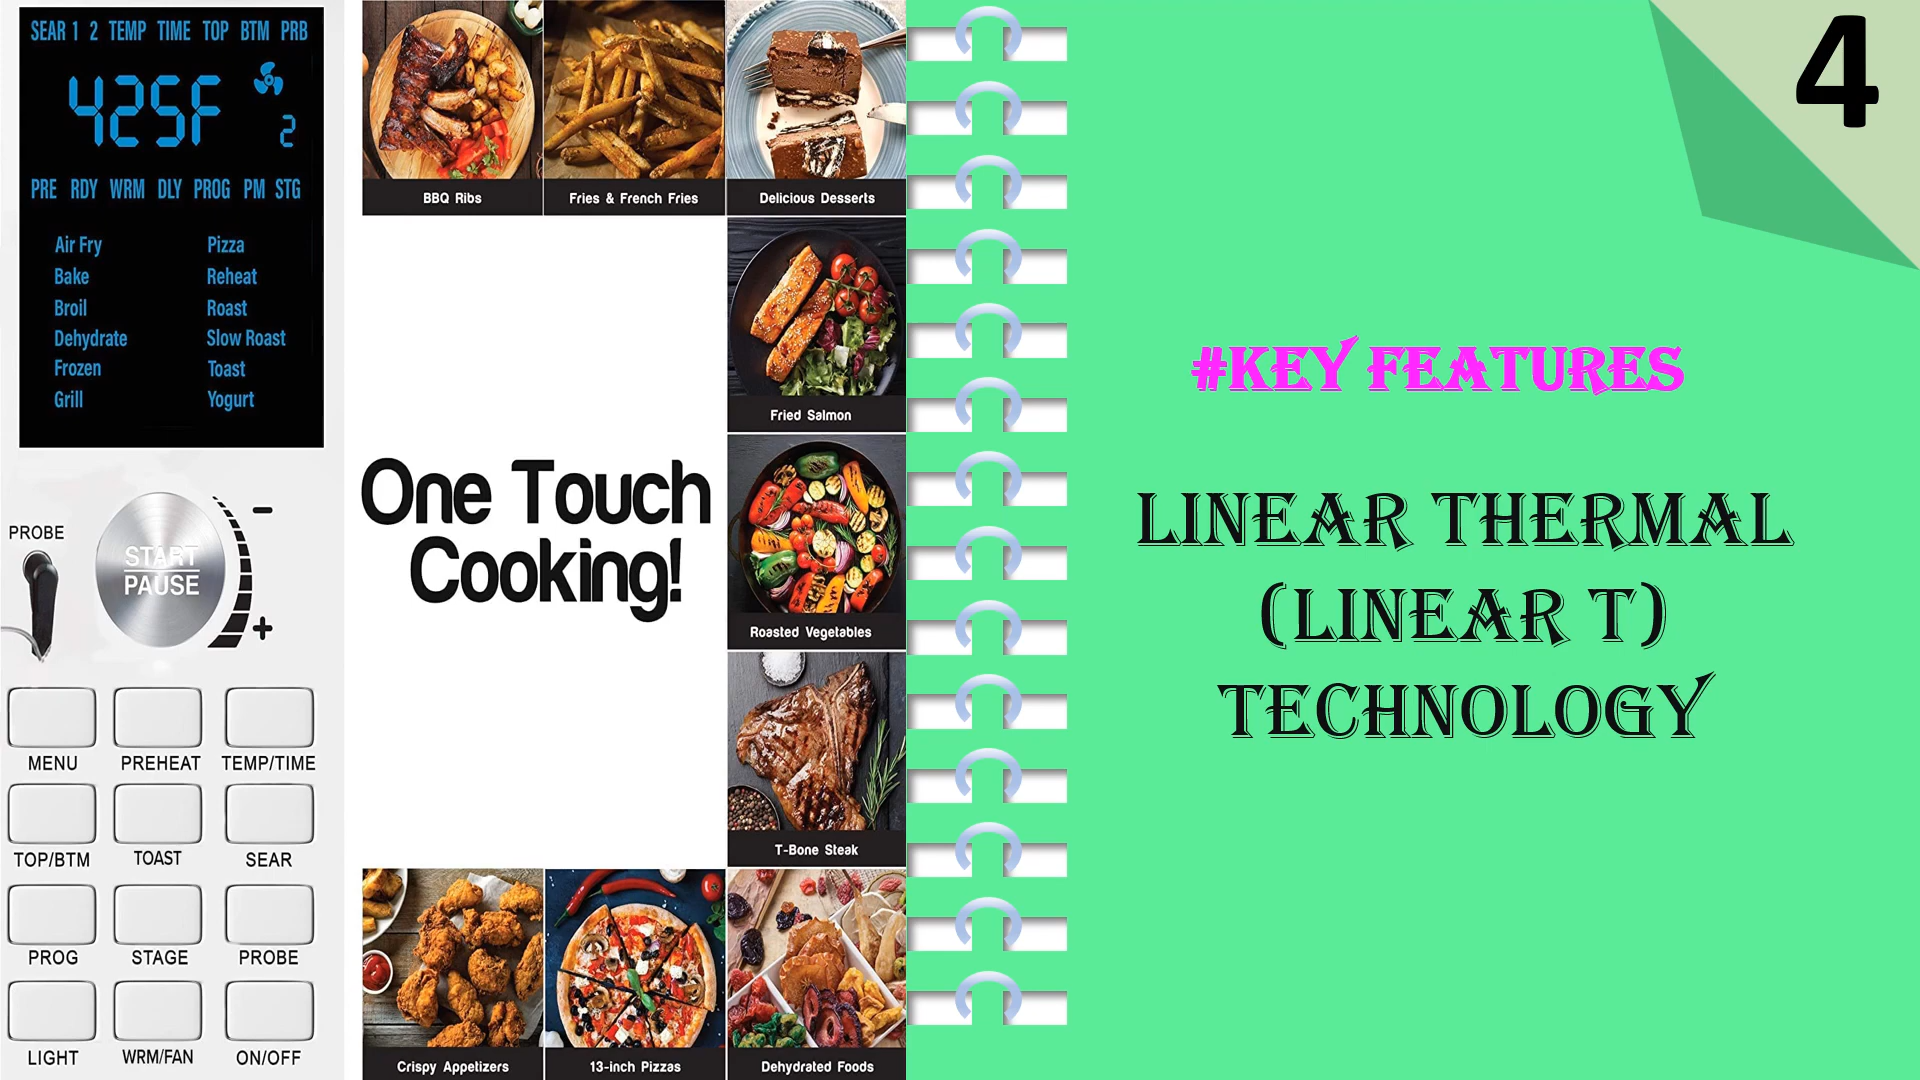 SEAR 1 2 TEMP TIME TOP BTM PRB
425F
2
PRE RDY WRM DLY PROG PM STG
Air Fry Pizza
Bake Reheat
Broil Roast
Dehydrate Slow Roast
Frozen Toast
Grill Yogurt
PROBE
START
PAUSE
-
+
MENU PREHEAT TEMP/TIME
TOP/BTM TOAST SEAR
PROG STAGE PROBE
LIGHT WRM/FAN ON/OFF
BBQ Ribs
Fries & French Fries
Delicious Desserts
Fried Salmon
One Touch
Cooking!
Roasted Vegetables
T-Bone Steak
Crispy Appetizers
13-inch Pizzas
Dehydrated Foods
4
#KEY FEATURES
LINEAR THERMAL
(LINEAR T)
TECHNOLOGY